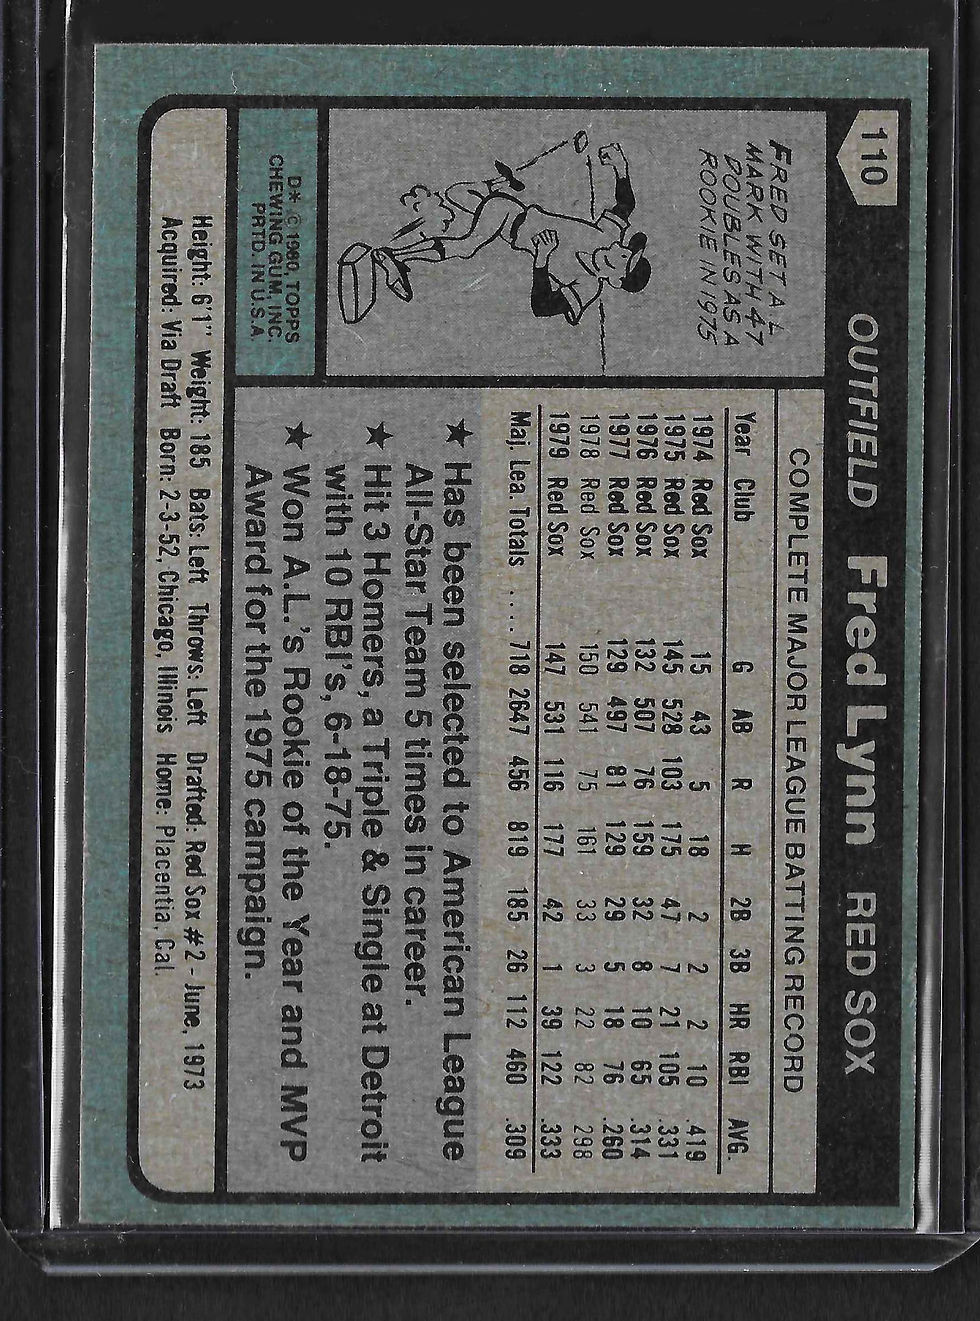 110 OUTFIELD Fred Lynn RED SOX
FRED SET A L
MARK WITH 47
DOUBLES AS A
ROOKIE IN 1975
D* © 1980, TOPPS
CHEWING GUM, INC.
PRTD. IN U.S.A.
COMPLETE MAJOR LEAGUE BATTING RECORD
Year Club G AB R H 2B 3B HR RBI AVG.
1974 Red Sox 15 43 5 18 2 2 2 10 .419
1975 Red Sox 145 528 103 175 47 7 21 105 .331
1976 Red Sox 132 507 76 159 32 8 10 65 .314
1977 Red Sox 129 497 81 129 29 5 18 76 .260
1978 Red Sox 150 541 75 161 33 3 22 82 .298
1979 Red Sox 147 531 116 177 42 1 39 122 .333
Maj. Lea. Totals ..... 718 2647 456 819 185 26 112 460 .309
★ Has been selected to American League
All-Star Team 5 times in career.
★ Hit 3 Homers, a Triple & Single at Detroit
with 10 RBI's, 6-18-75.
★ Won A.L.'s Rookie of the Year and MVP
Award for the 1975 campaign.
Height: 6'1" Weight: 185 Bats: Left Throws: Left Drafted: Red Sox #2 - June, 1973
Acquired: Via Draft Born: 2-3-52, Chicago, Illinois Home: Placentia, Cal.